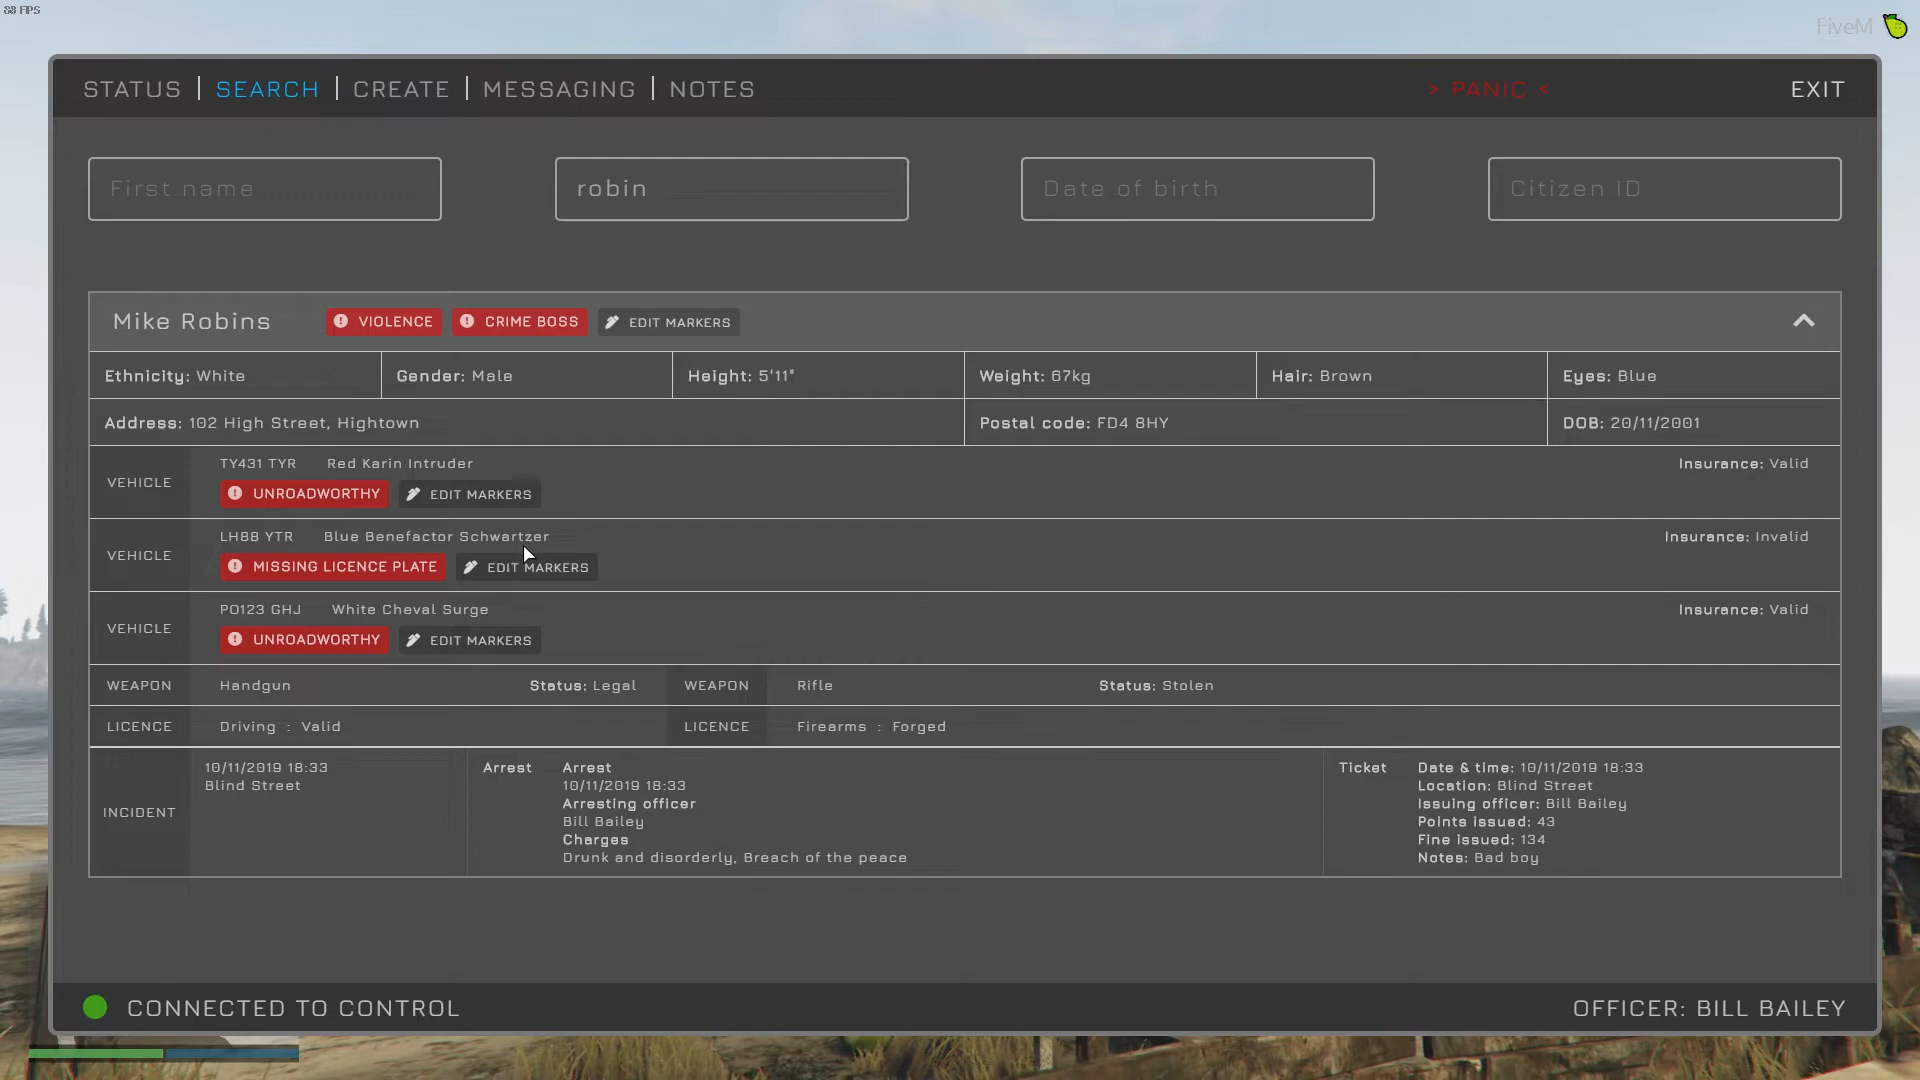 88 FPS
FiveM
STATUS | SEARCH | CREATE | MESSAGING | NOTES > PANIC < EXIT
First name robin Date of birth Citizen ID
Mike Robins VIOLENCE CRIME BOSS EDIT MARKERS
Ethnicity: White Gender: Male Height: 5'11" Weight: 67kg Hair: Brown Eyes: Blue
Address: 102 High Street, Hightown Postal code: FD4 8HY DOB: 20/11/2001
VEHICLE TY431 TYR Red Karin Intruder Insurance: Valid
UNROADWORTHY EDIT MARKERS
VEHICLE LH88 YTR Blue Benefactor Schwartzer Insurance: Invalid
MISSING LICENCE PLATE EDIT MARKERS
VEHICLE PO123 GHJ White Cheval Surge Insurance: Valid
UNROADWORTHY EDIT MARKERS
WEAPON Handgun Status: Legal WEAPON Rifle Status: Stolen
LICENCE Driving : Valid LICENCE Firearms : Forged
INCIDENT
10/11/2019 18:33
Blind Street
Arrest
Arrest
10/11/2019 18:33
Arresting officer
Bill Bailey
Charges
Drunk and disorderly, Breach of the peace
Ticket
Date & time: 10/11/2019 18:33
Location: Blind Street
Issuing officer: Bill Bailey
Points issued: 43
Fine issued: 134
Notes: Bad boy
CONNECTED TO CONTROL OFFICER: BILL BAILEY